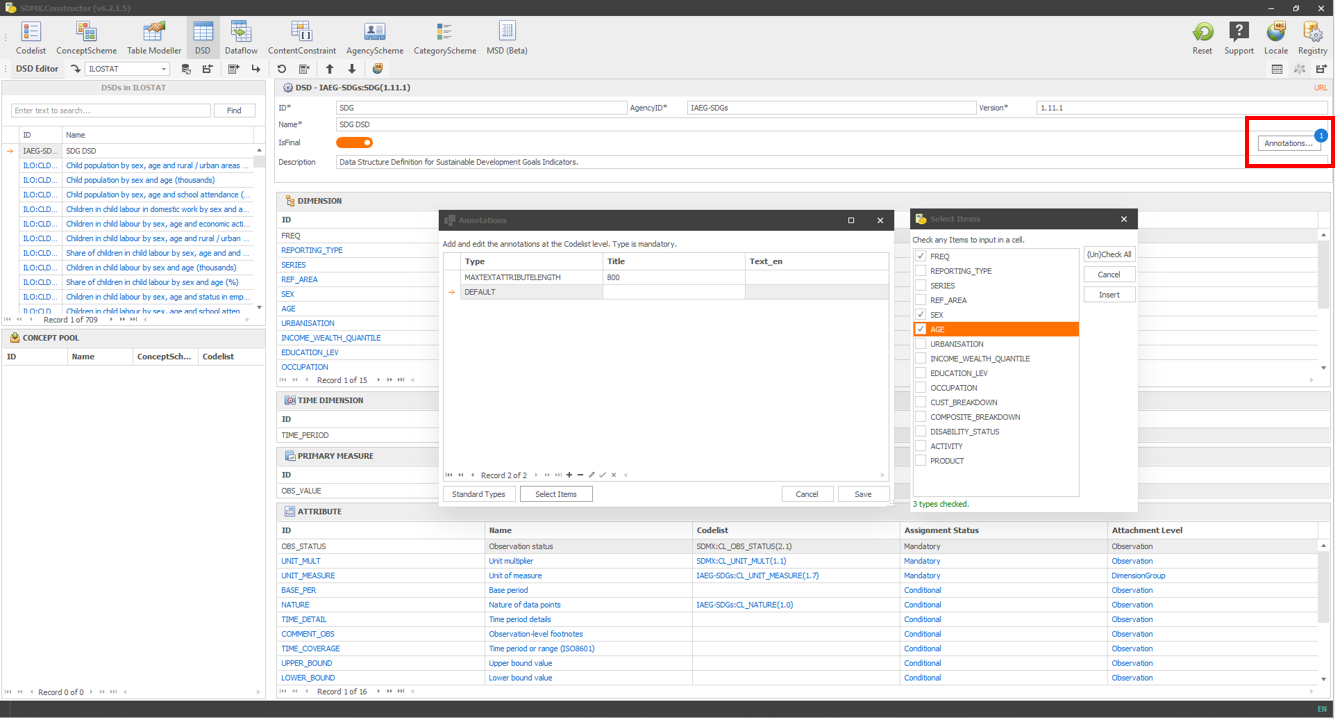 SDMX.Constructor (v6.2.1.5)
Codelist ConceptScheme Table Modeller DSD Dataflow ContentConstraint AgencyScheme CategoryScheme MSD (Beta) Reset Support Locale Registry
DSD Editor ILOSTAT
DSDs in ILOSTAT
Enter text to search... Find
ID Name
IAEG-SD... SDG DSD
ILO:CLD... Child population by sex, age and rural / urban areas ...
ILO:CLD... Child population by sex and age (thousands)
ILO:CLD... Child population by sex, age and school attendance (...
ILO:CLD... Children in child labour in domestic work by sex and a...
ILO:CLD... Children in child labour by sex, age and economic acti...
ILO:CLD... Children in child labour by sex, age and rural / urban ...
ILO:CLD... Share of children in child labour by sex, age and and ...
ILO:CLD... Children in child labour by sex and age (thousands)
ILO:CLD... Share of children in child labour by sex and age (%)
ILO:CLD... Children in child labour by sex, age and status in emp...
ILO:CLD... Children in child labour by sex, age and school atten...
Record 1 of 709
CONCEPT POOL
ID Name ConceptSch... Codelist
Record 0 of 0
DSD - IAEG-SDGs:SDG(1.11.1) URL
ID* SDG AgencyID* IAEG-SDGs Version* 1.11.1
Name* SDG DSD
IsFinal Annotations... 1
Description Data Structure Definition for Sustainable Development Goals Indicators.
DIMENSION
ID
FREQ
REPORTING_TYPE
SERIES
REF_AREA
SEX
AGE
URBANISATION
INCOME_WEALTH_QUANTILE
EDUCATION_LEV
OCCUPATION
Record 1 of 15
TIME DIMENSION
ID
TIME_PERIOD
PRIMARY MEASURE
ID
OBS_VALUE
Annotations
Add and edit the annotations at the Codelist level. Type is mandatory.
Type Title Text_en
MAXTEXTATTRIBUTELENGTH 800
DEFAULT
Record 2 of 2
Standard Types Select Items Cancel Save
Select Items
Check any Items to input in a cell.
FREQ
REPORTING_TYPE
SERIES
REF_AREA
SEX
AGE
URBANISATION
INCOME_WEALTH_QUANTILE
EDUCATION_LEV
OCCUPATION
CUST_BREAKDOWN
COMPOSITE_BREAKDOWN
DISABILITY_STATUS
ACTIVITY
PRODUCT
(Un)Check All
Cancel
Insert
3 types checked.
ATTRIBUTE
ID Name Codelist Assignment Status Attachment Level
OBS_STATUS Observation status SDMX:CL_OBS_STATUS(2.1) Mandatory Observation
UNIT_MULT Unit multiplier SDMX:CL_UNIT_MULT(1.1) Mandatory Observation
UNIT_MEASURE Unit of measure IAEG-SDGs:CL_UNIT_MEASURE(1.7) Mandatory DimensionGroup
BASE_PER Base period Conditional Observation
NATURE Nature of data points IAEG-SDGs:CL_NATURE(1.0) Conditional Observation
TIME_DETAIL Time period details Conditional Observation
COMMENT_OBS Observation-level footnotes Conditional Observation
TIME_COVERAGE Time period or range (ISO8601) Conditional Observation
UPPER_BOUND Upper bound value Conditional Observation
LOWER_BOUND Lower bound value Conditional Observation
Record 1 of 16
EN